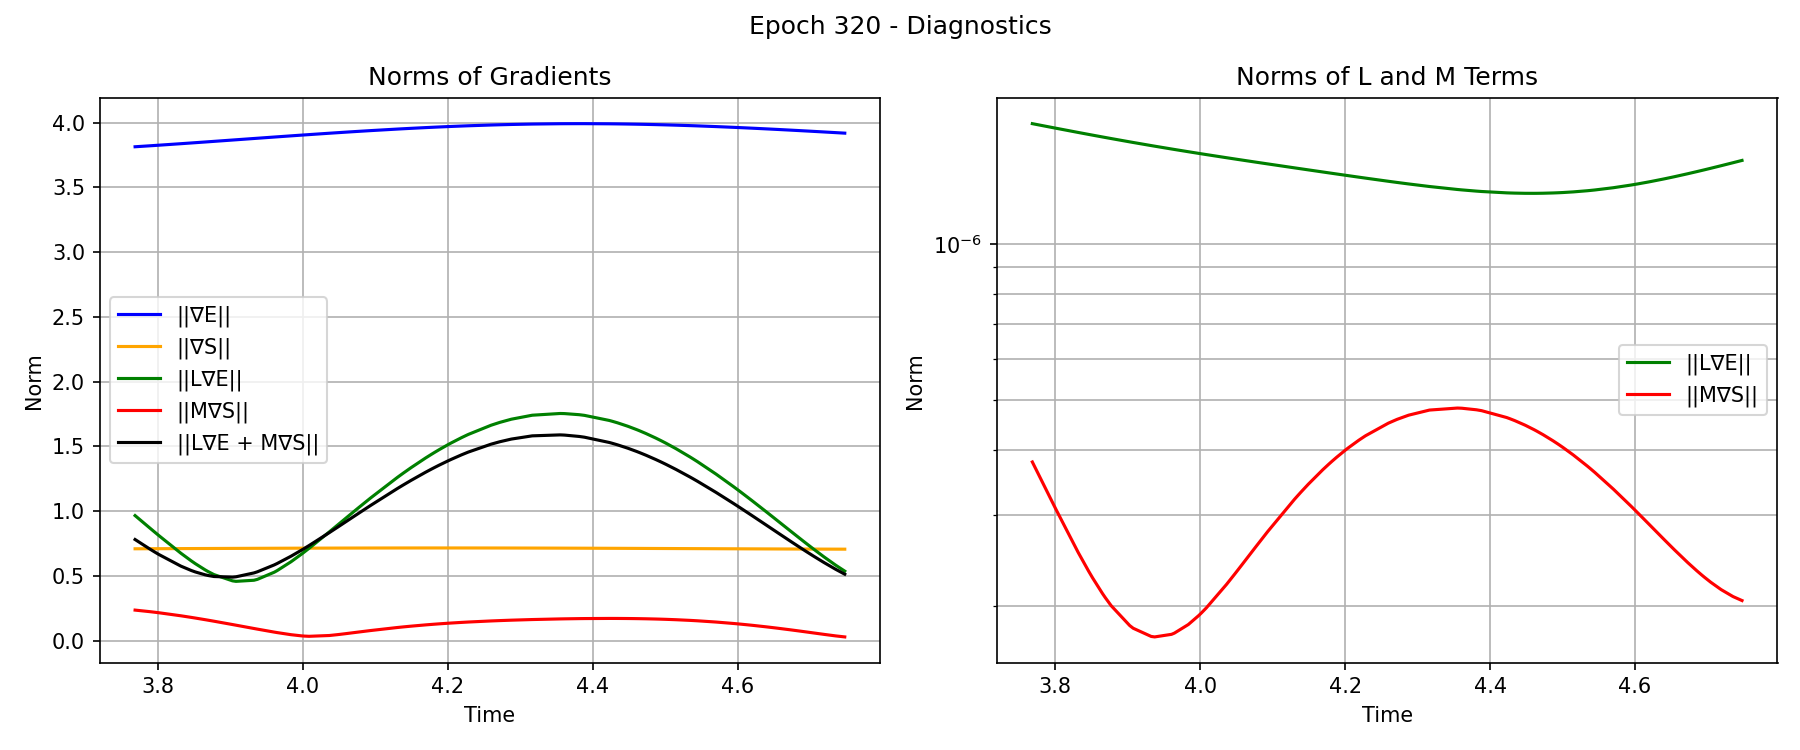 Epoch 320 - Diagnostics
Norms of Gradients
Norm
4.0
3.5
3.0
2.5
2.0
1.5
1.0
0.5
0.0
||∇E||
||∇S||
||L∇E||
||M∇S||
||L∇E + M∇S||
3.8
4.0
4.2
4.4
4.6
Time
Norms of L and M Terms
Norm
10⁻⁶
||L∇E||
||M∇S||
3.8
4.0
4.2
4.4
4.6
Time